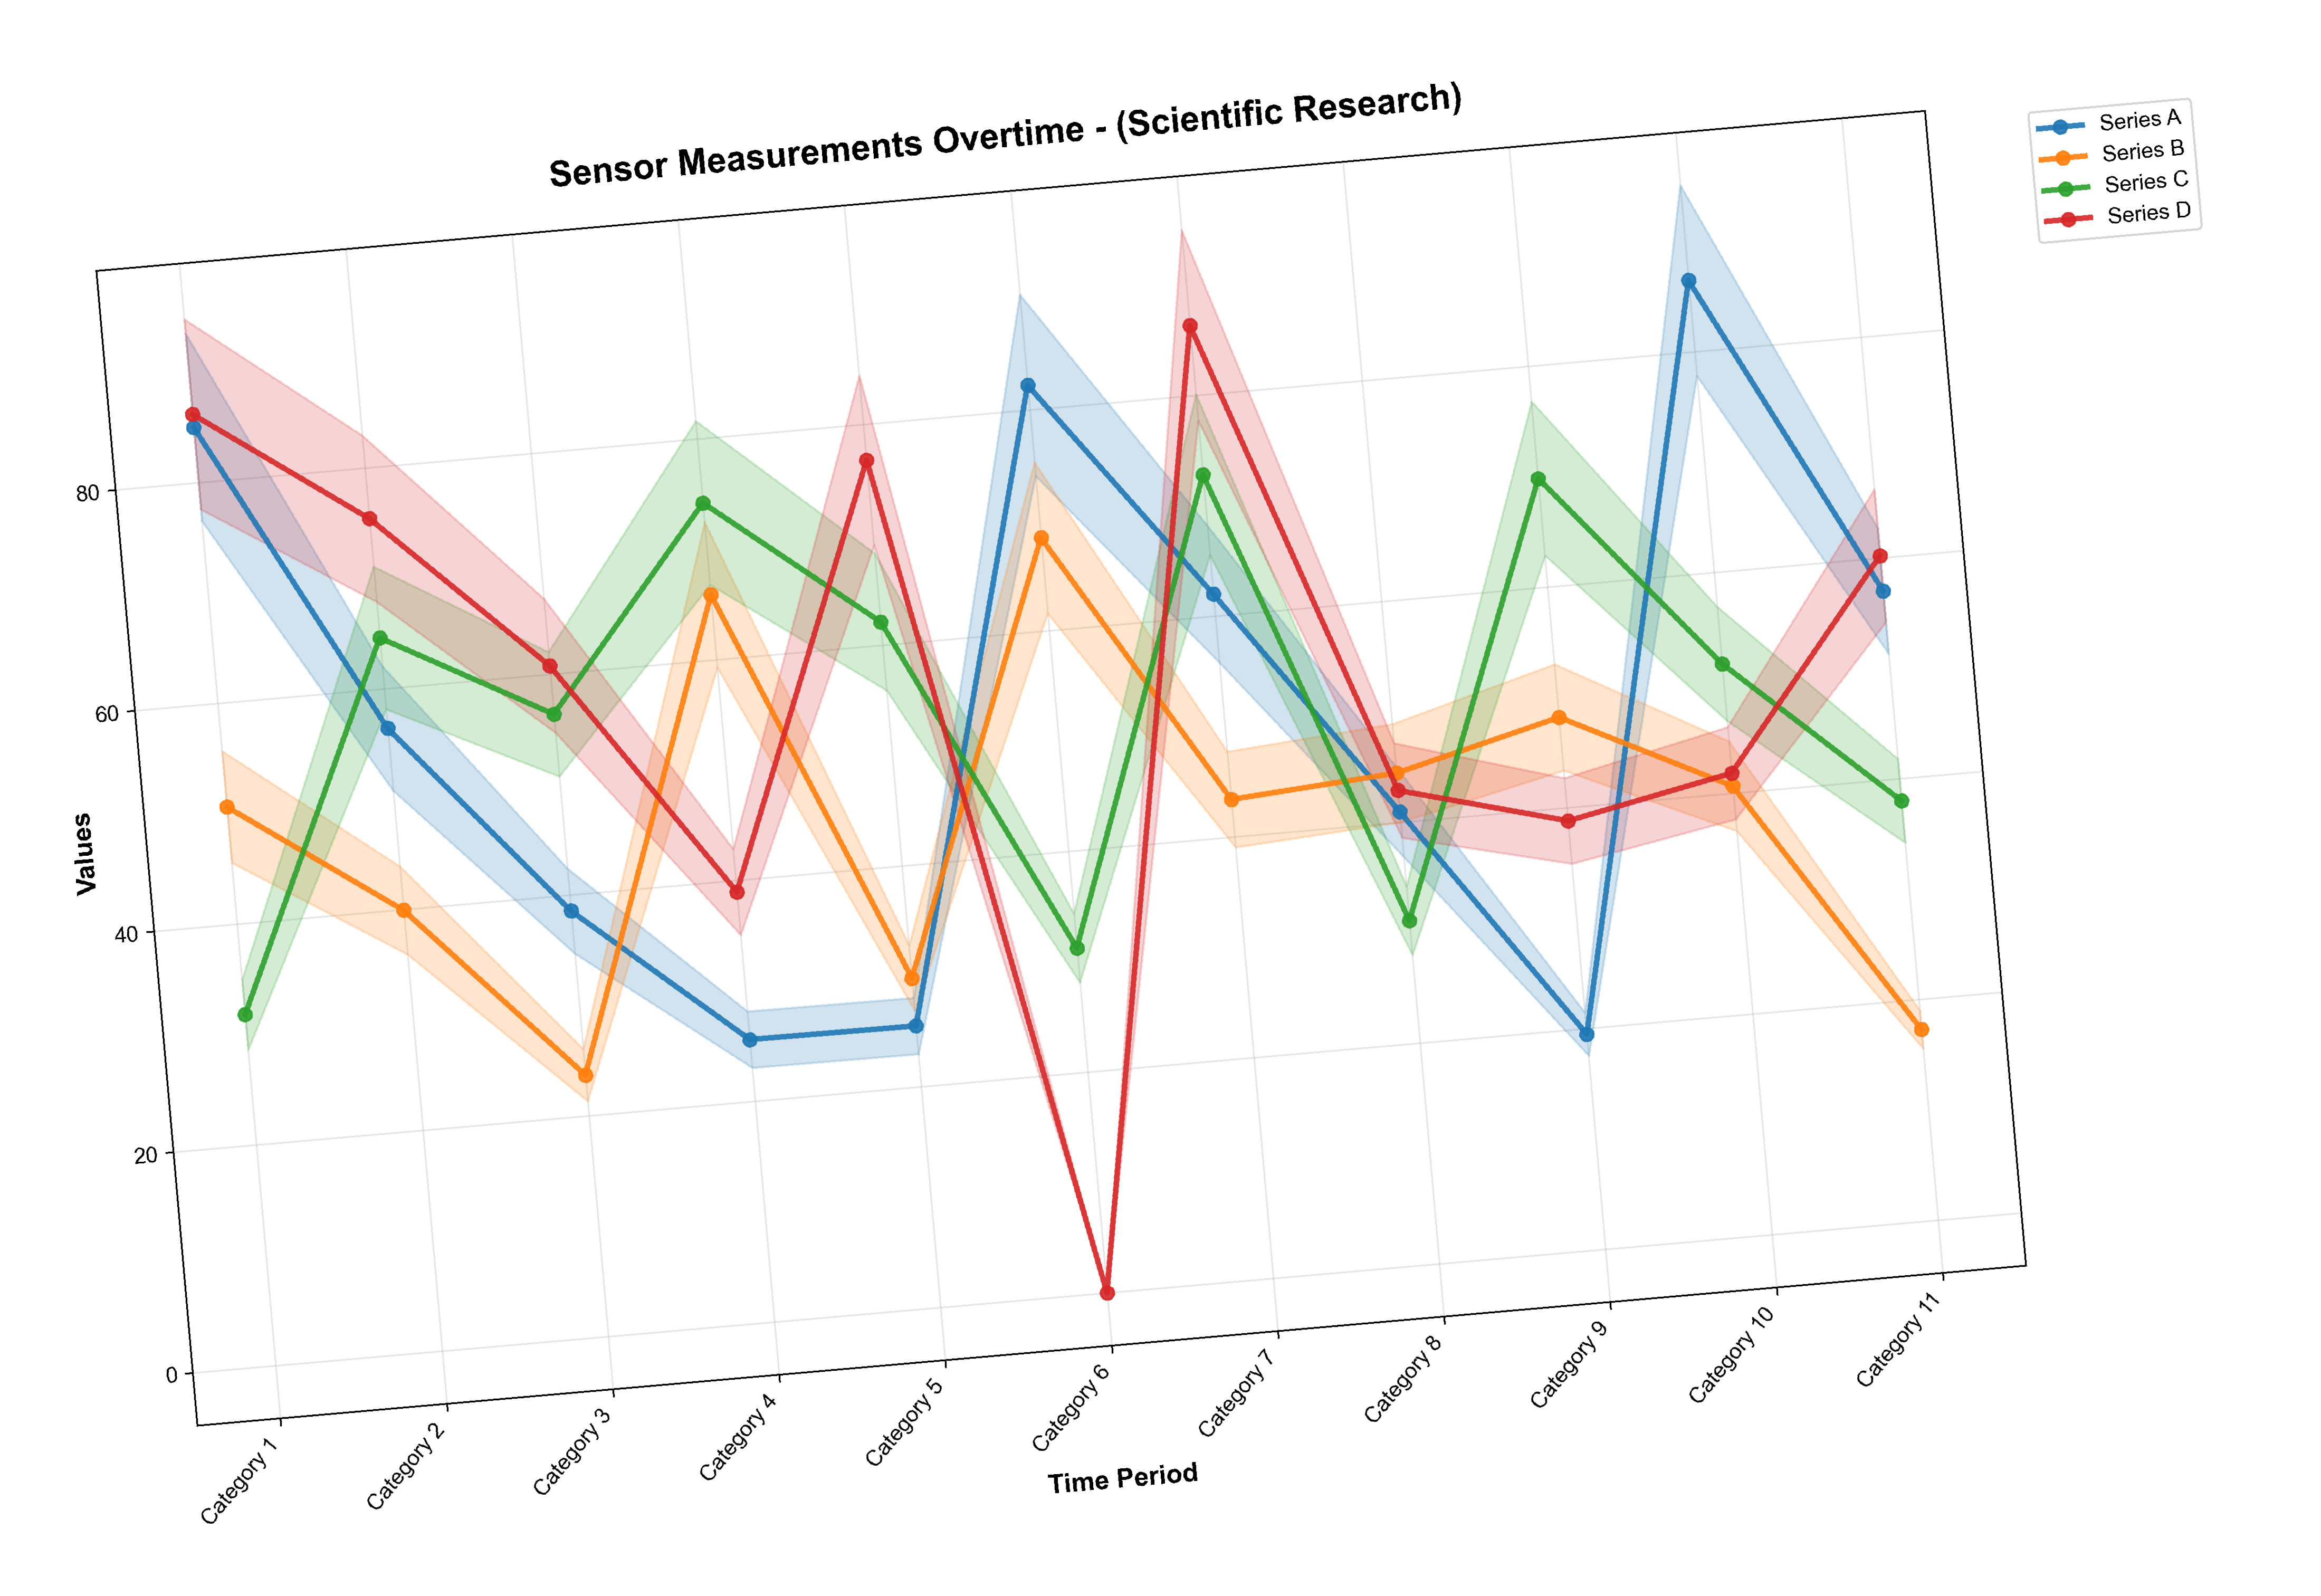 Sensor Measurements Overtime - (Scientific Research)
Series A
Series B
Series C
Series D
Values
80
60
40
20
0
Category 1
Category 2
Category 3
Category 4
Category 5
Category 6
Category 7
Category 8
Category 9
Category 10
Category 11
Time Period